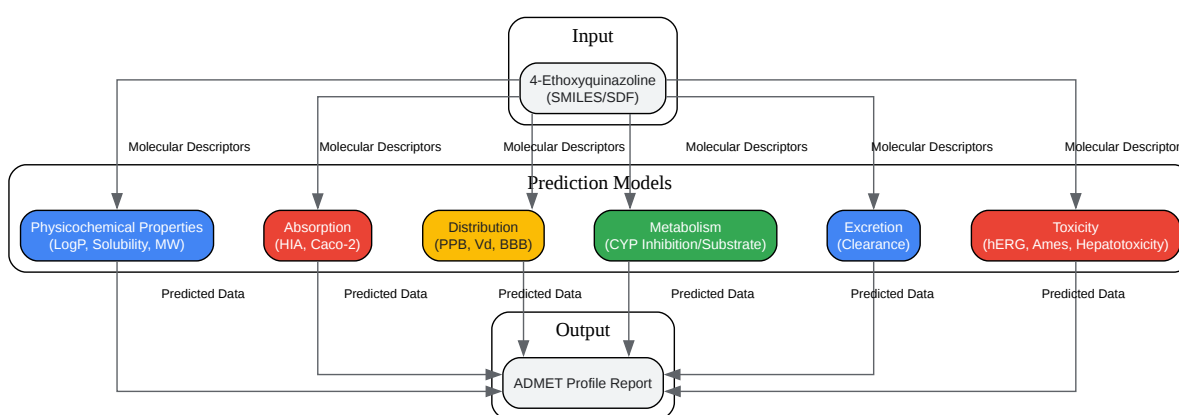 Input
4-Ethoxyquinazoline
(SMILES/SDF)
Molecular Descriptors
Molecular Descriptors
Molecular Descriptors
Molecular Descriptors
Molecular Descriptors
Molecular Descriptors
Prediction Models
Physicochemical Properties
(LogP, Solubility, MW)
Absorption
(HIA, Caco-2)
Distribution
(PPB, Vd, BBB)
Metabolism
(CYP Inhibition/Substrate)
Excretion
(Clearance)
Toxicity
(hERG, Ames, Hepatotoxicity)
Predicted Data
Predicted Data
Predicted Data
Predicted Data
Predicted Data
Predicted Data
Output
ADMET Profile Report